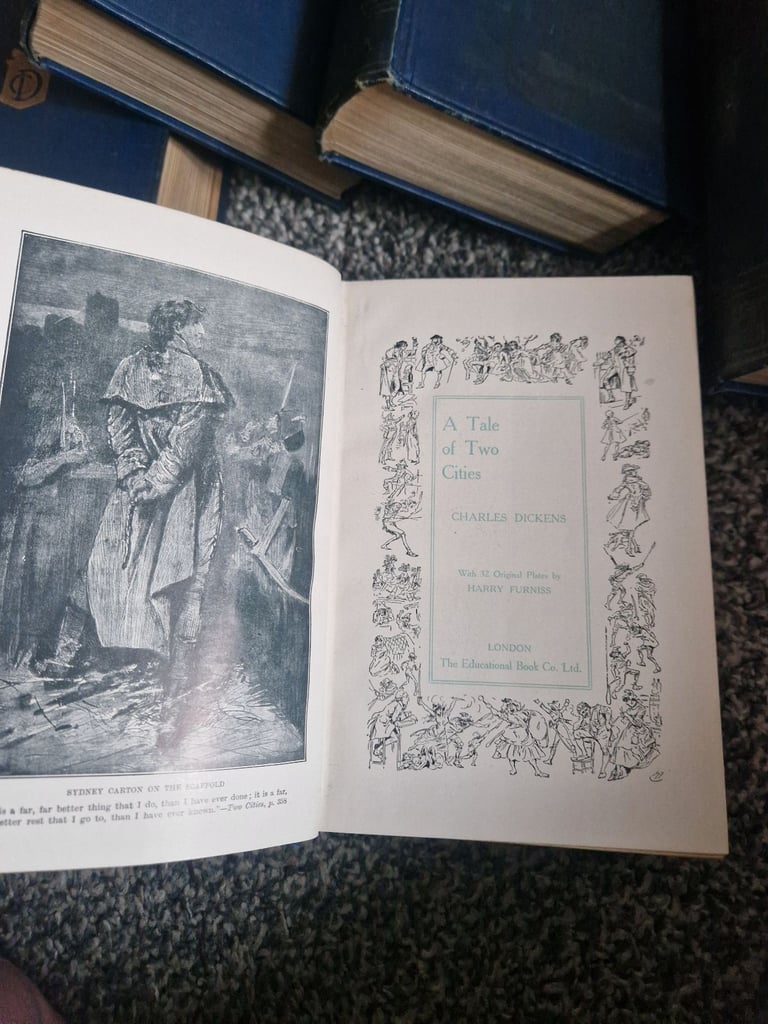 D
SYDNEY CARTON ON THE SCAFFOLD
is a far, far better thing that I do, than I have ever done; it is a far,
etter rest that I go to, than I have ever known."—Two Cities, p. 358
A Tale
of Two
Cities
CHARLES DICKENS
With 32 Original Plates by
HARRY FURNISS
LONDON
The Educational Book Co. Ltd.